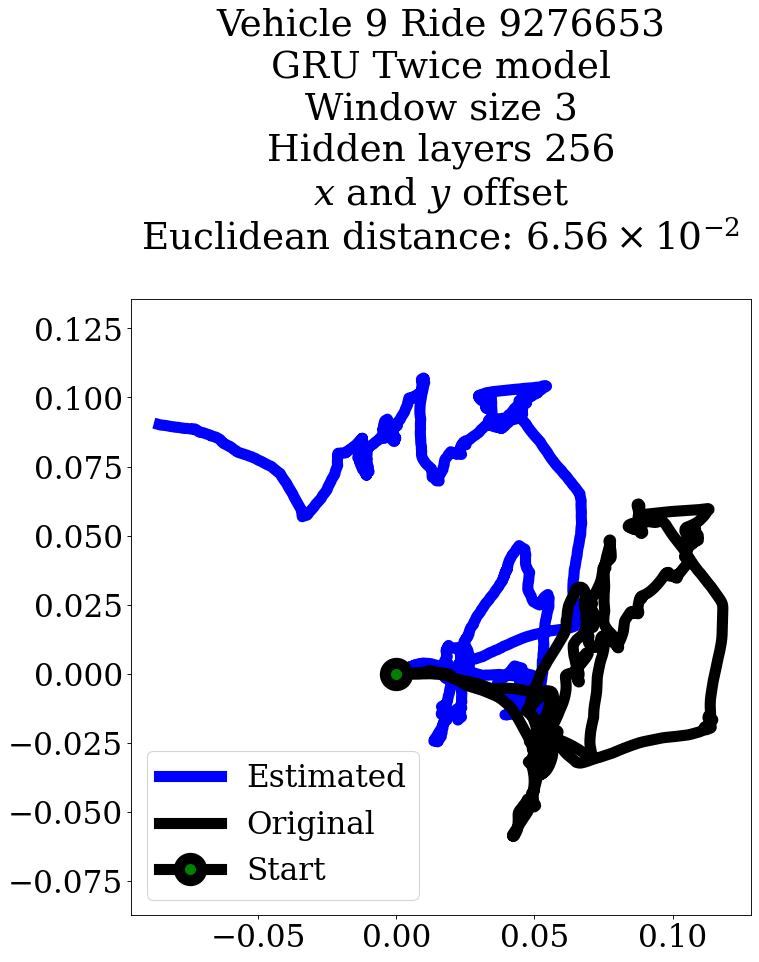 Vehicle 9 Ride 9276653
GRU Twice model
Window size 3
Hidden layers 256
x and y offset
Euclidean distance: 6.56 × 10⁻²
0.125
0.100
0.075
0.050
0.025
0.000
−0.025
−0.050
−0.075
Estimated
Original
Start
−0.05 0.00 0.05 0.10